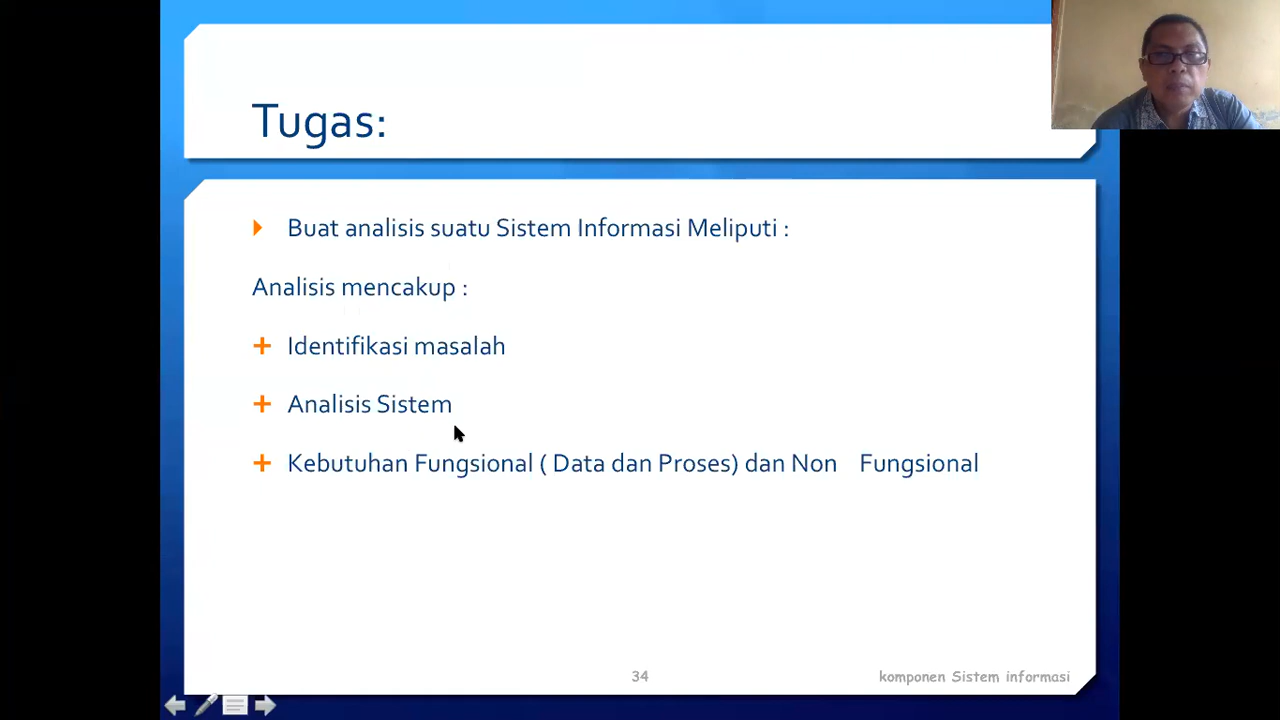 Tugas:
Buat analisis suatu Sistem Informasi Meliputi :
Analisis mencakup :
Identifikasi masalah
Analisis Sistem
Kebutuhan Fungsional ( Data dan Proses) dan Non Fungsional
34
komponen Sistem informasi